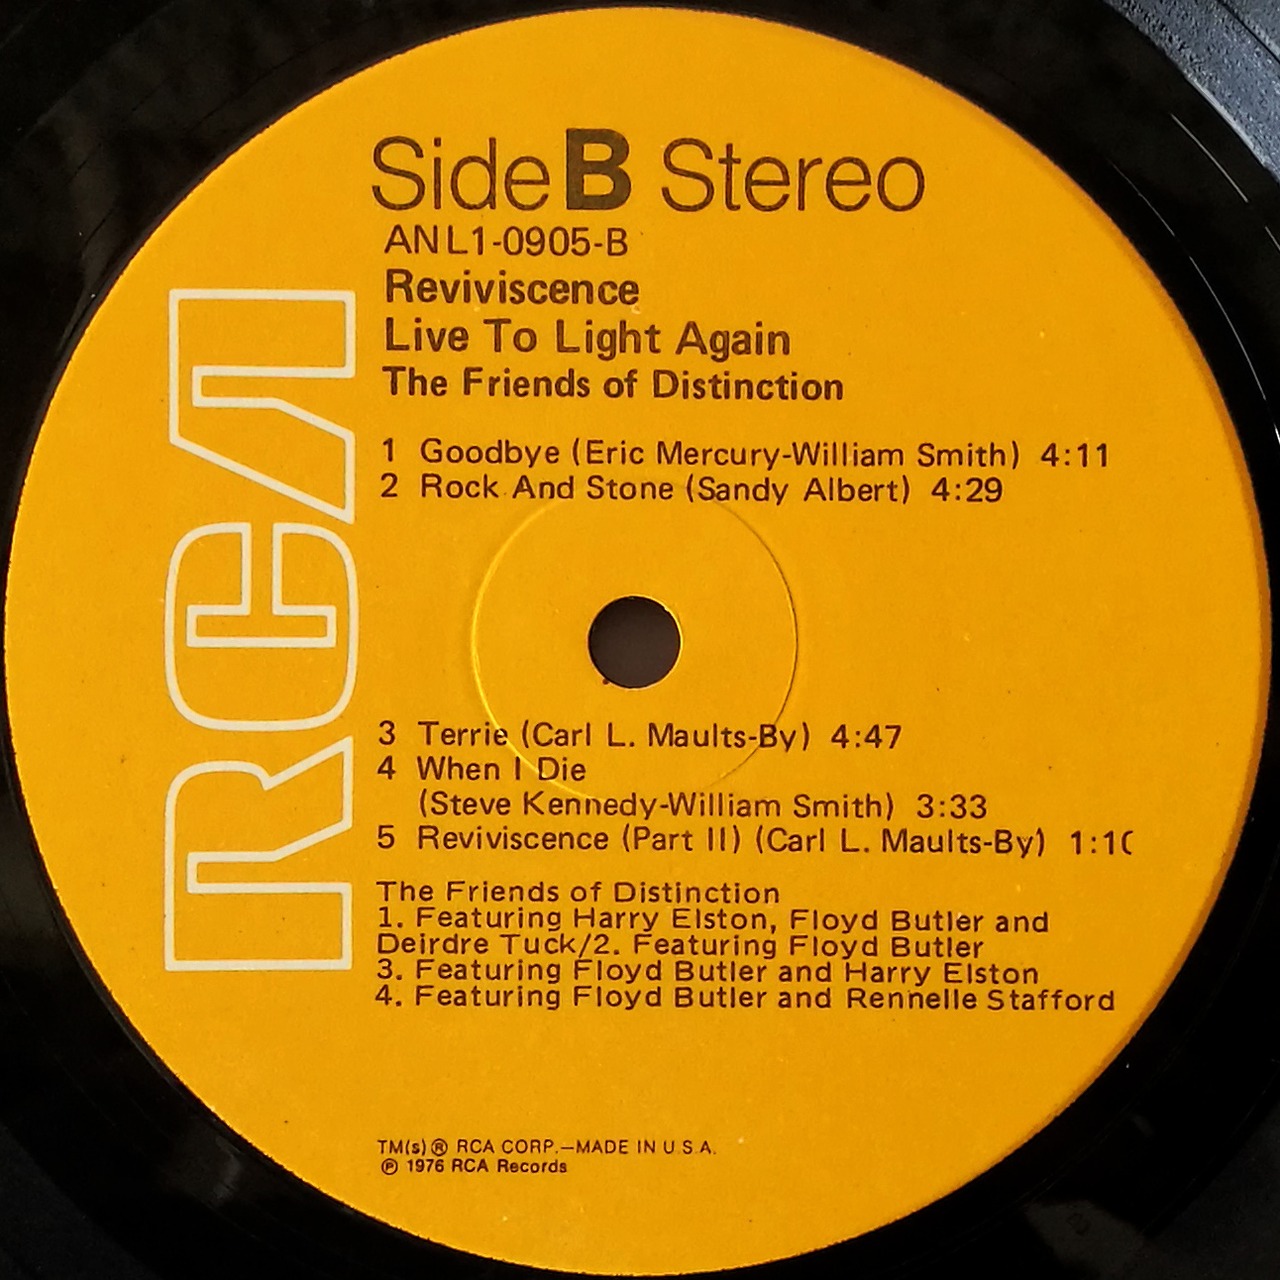 Side B Stereo
ANL1-0905-B
Reviviscence
Live To Light Again
The Friends of Distinction
1 Goodbye (Eric Mercury-William Smith) 4:11
2 Rock And Stone (Sandy Albert) 4:29
RCA
3 Terrie (Carl L. Maults-By) 4:47
4 When I Die
(Steve Kennedy-William Smith) 3:33
5 Reviviscence (Part II) (Carl L. Maults-By)
The Friends of Distinction
1. Featuring Harry Elston, Floyd Butler and
Deirdre Tuck/2. Featuring Floyd Butler
3. Featuring Floyd Butler and Harry Elston
4. Featuring Floyd Butler and Rennelle Stafford
TM(s) ® RCA CORP.—MADE IN U.S.A.
℗ 1976 RCA Records